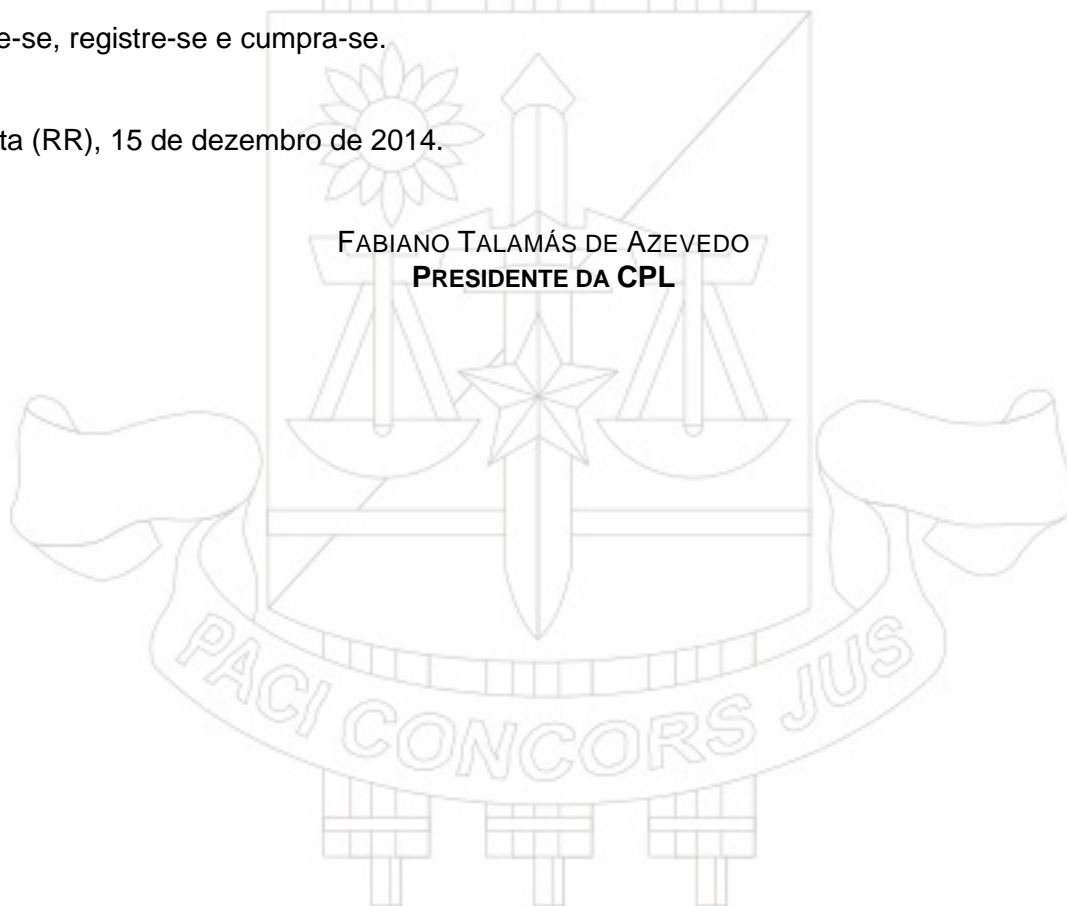 e-se, registre-se e cumpra-se.
ta (RR), 15 de dezembro de 2014.
FABIANO TALAMÁS DE AZEVEDO
PRESIDENTE DA CPL
PACI CONCORS JUS